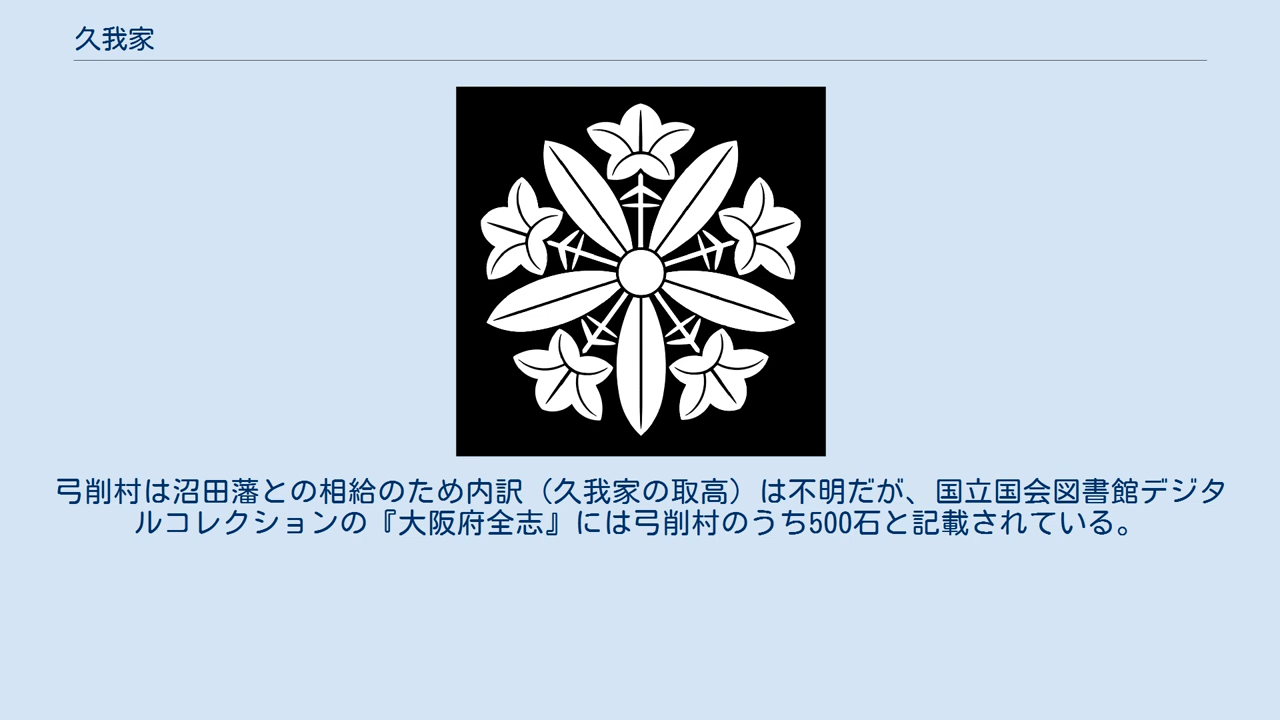 久我家
弓削村は沼田藩との相給のため内訳（久我家の取高）は不明だが、国立国会図書館デジタ
ルコレクションの『大阪府全志』には弓削村のうち500石と記載されている。